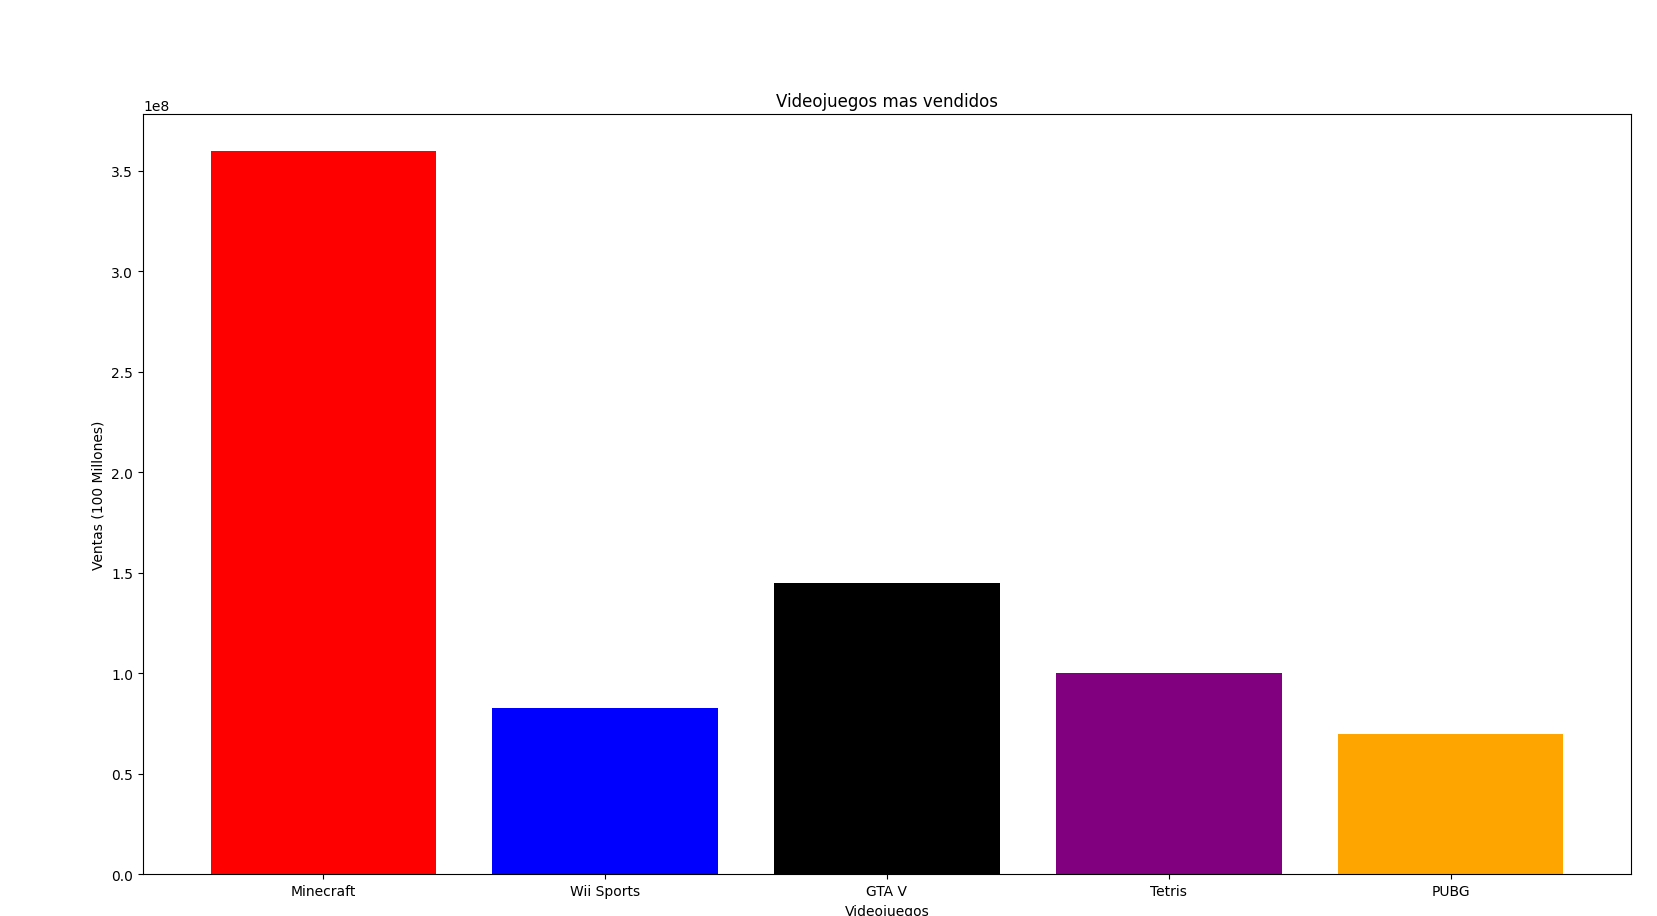 Videojuegos mas vendidos
1e8
3.5
3.0
2.5
2.0
1.5
1.0
0.5
0.0
Ventas (100 Millones)
Minecraft Wii Sports GTA V Tetris PUBG
Videojuegos